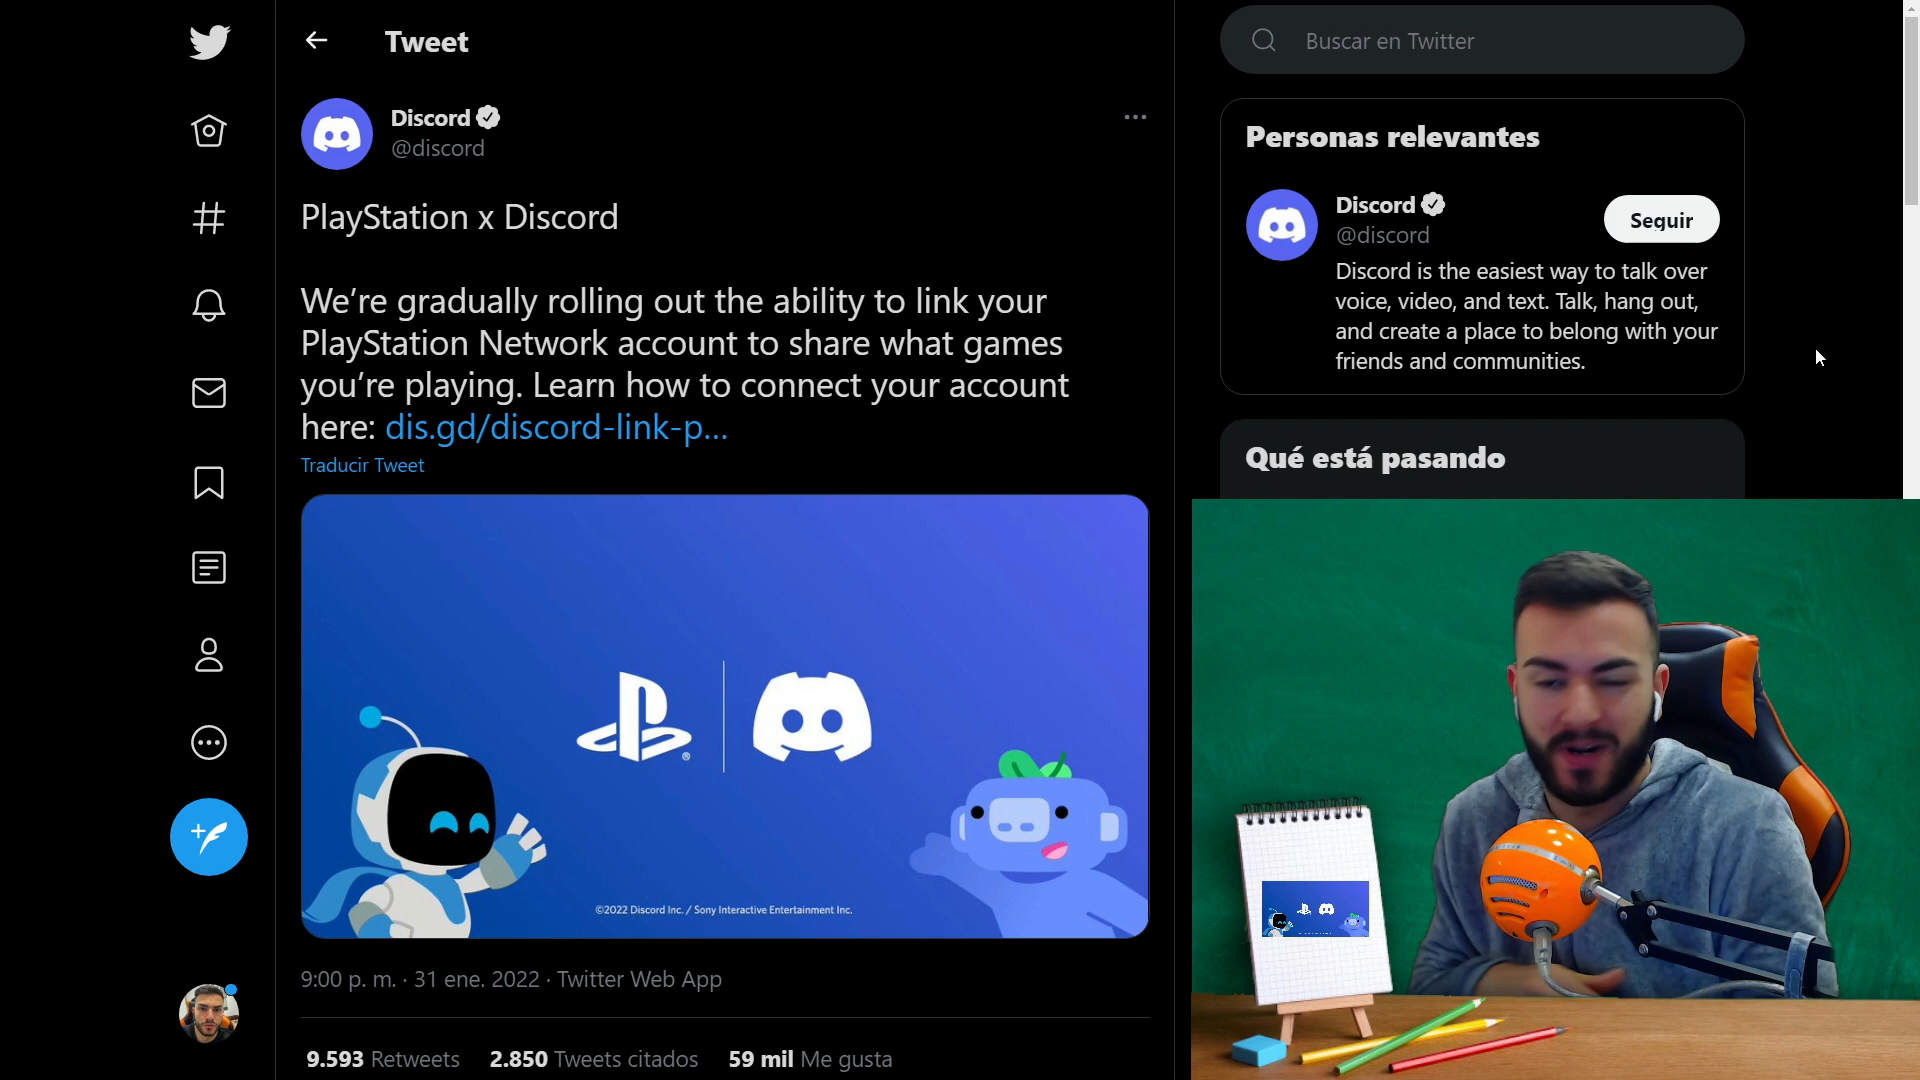 Tweet
Discord
@discord
PlayStation x Discord
We’re gradually rolling out the ability to link your
PlayStation Network account to share what games
you’re playing. Learn how to connect your account
here: dis.gd/discord-link-p…
Traducir Tweet
©2022 Discord Inc. / Sony Interactive Entertainment Inc.
9:00 p. m. · 31 ene. 2022 · Twitter Web App
9.593 Retweets 2.850 Tweets citados 59 mil Me gusta
Buscar en Twitter
Personas relevantes
Discord
@discord
Seguir
Discord is the easiest way to talk over
voice, video, and text. Talk, hang out,
and create a place to belong with your
friends and communities.
Qué está pasando